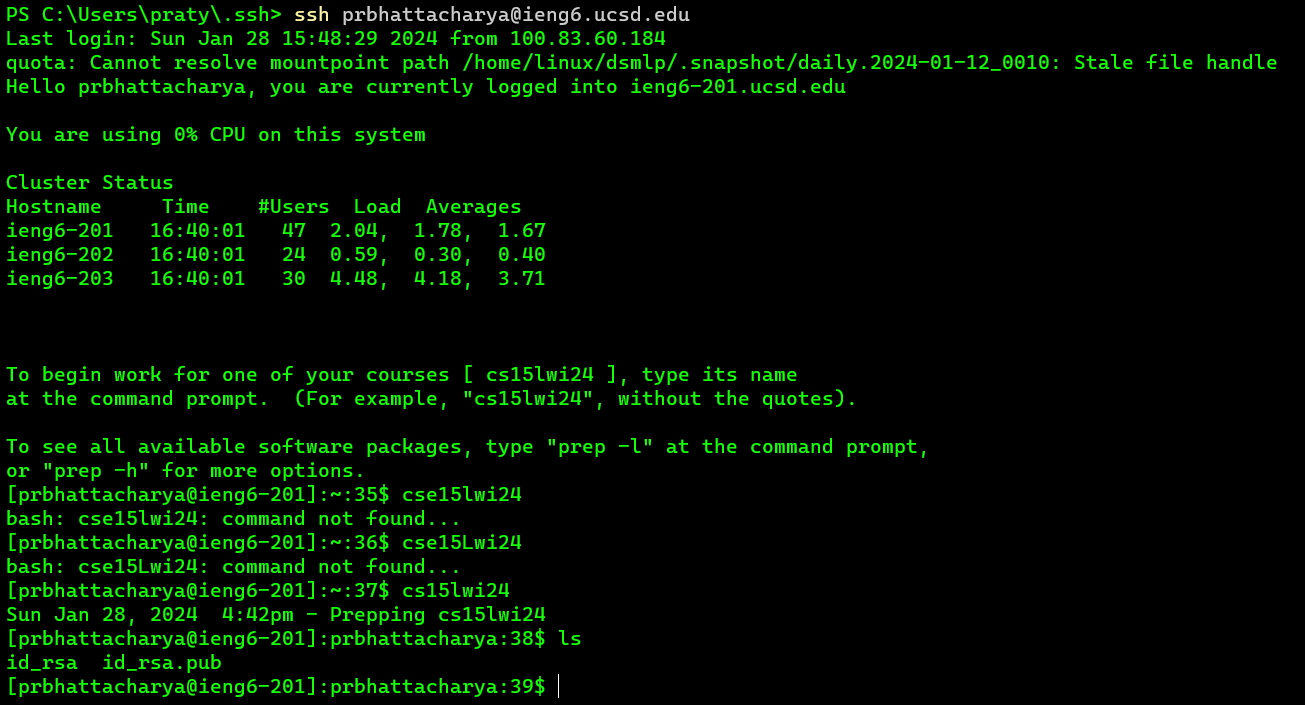 PS C:\Users\praty\.ssh> ssh prbhattacharya@ieng6.ucsd.edu
Last login: Sun Jan 28 15:48:29 2024 from 100.83.60.184
quota: Cannot resolve mountpoint path /home/linux/dsmlp/.snapshot/daily.2024-01-12_0010: Stale file handle
Hello prbhattacharya, you are currently logged into ieng6-201.ucsd.edu
You are using 0% CPU on this system
Cluster Status
Hostname     Time    #Users  Load  Averages
ieng6-201   16:40:01   47  2.04,  1.78,  1.67
ieng6-202   16:40:01   24  0.59,  0.30,  0.40
ieng6-203   16:40:01   30  4.48,  4.18,  3.71
To begin work for one of your courses [ cs15lwi24 ], type its name
at the command prompt.  (For example, "cs15lwi24", without the quotes).
To see all available software packages, type "prep -l" at the command prompt,
or "prep -h" for more options.
[prbhattacharya@ieng6-201]:~:35$ cse15lwi24
bash: cse15lwi24: command not found...
[prbhattacharya@ieng6-201]:~:36$ cse15Lwi24
bash: cse15Lwi24: command not found...
[prbhattacharya@ieng6-201]:~:37$ cs15lwi24
Sun Jan 28, 2024  4:42pm - Prepping cs15lwi24
[prbhattacharya@ieng6-201]:prbhattacharya:38$ ls
id_rsa  id_rsa.pub
[prbhattacharya@ieng6-201]:prbhattacharya:39$